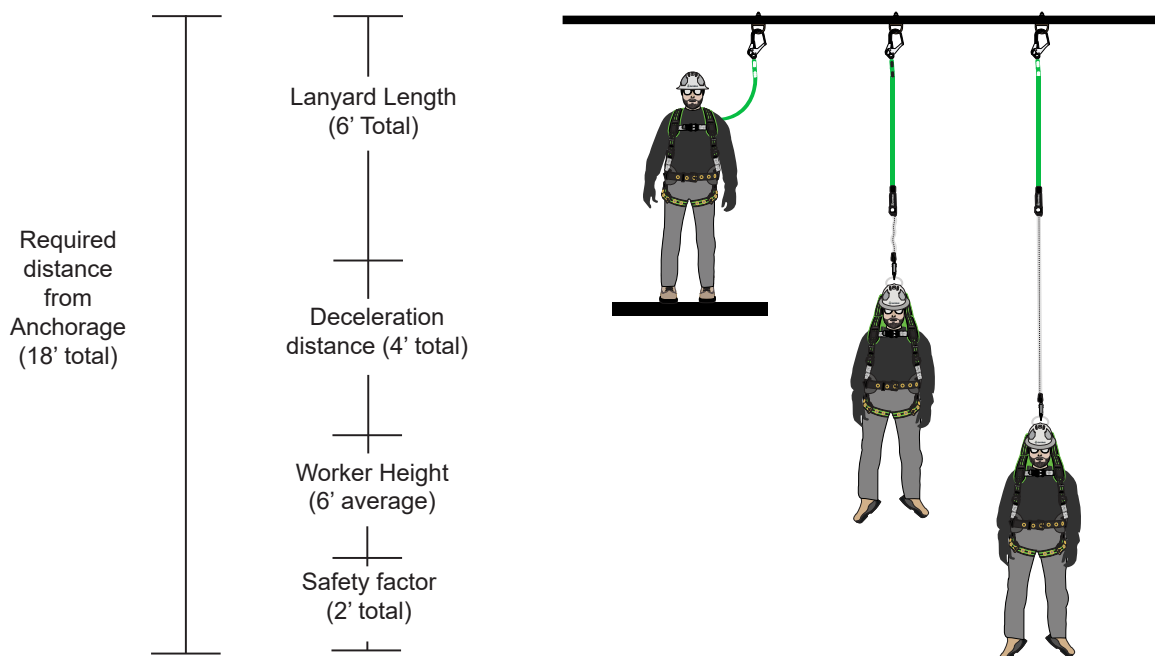 Required
distance
from
Anchorage
(18’ total)
Lanyard Length
(6’ Total)
Deceleration
distance (4’ total)
Worker Height
(6’ average)
Safety factor
(2’ total)